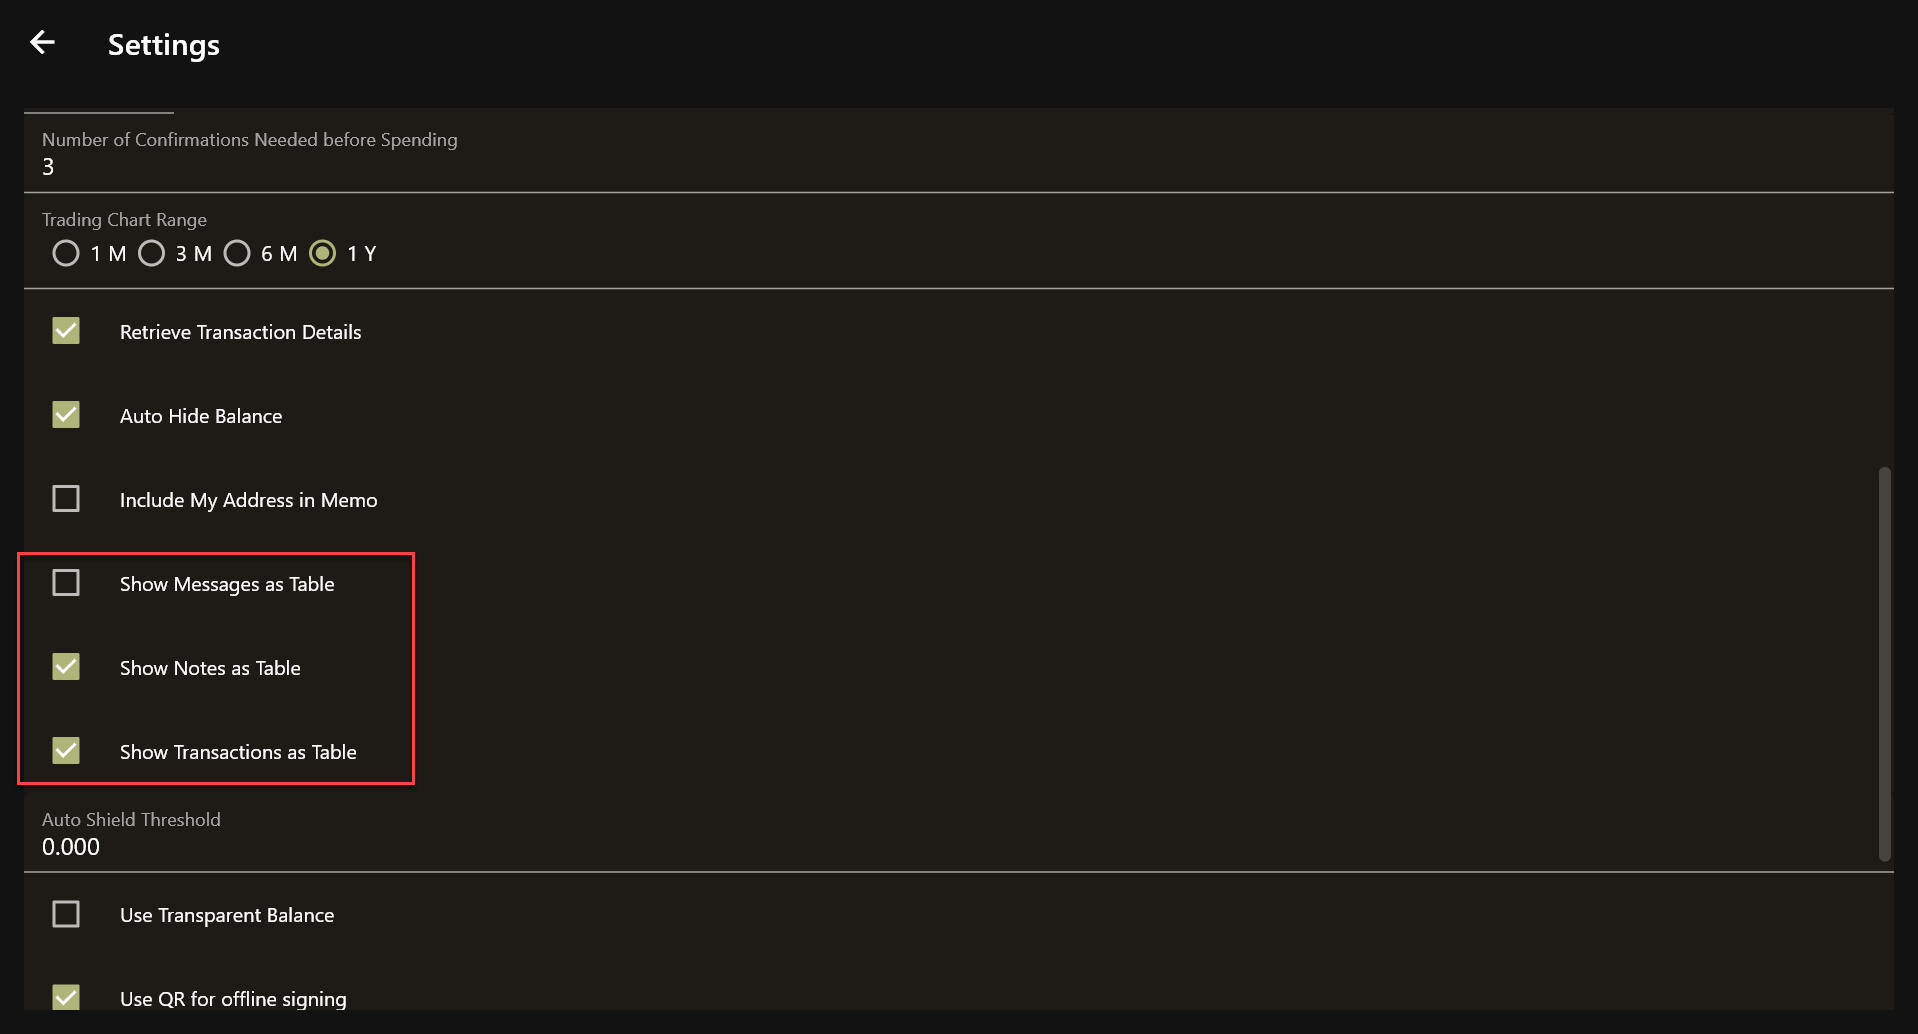 Settings
Number of Confirmations Needed before Spending
3
Trading Chart Range
1 M 3 M 6 M 1 Y
Retrieve Transaction Details
Auto Hide Balance
Include My Address in Memo
Show Messages as Table
Show Notes as Table
Show Transactions as Table
Auto Shield Threshold
0.000
Use Transparent Balance
Use QR for offline signing